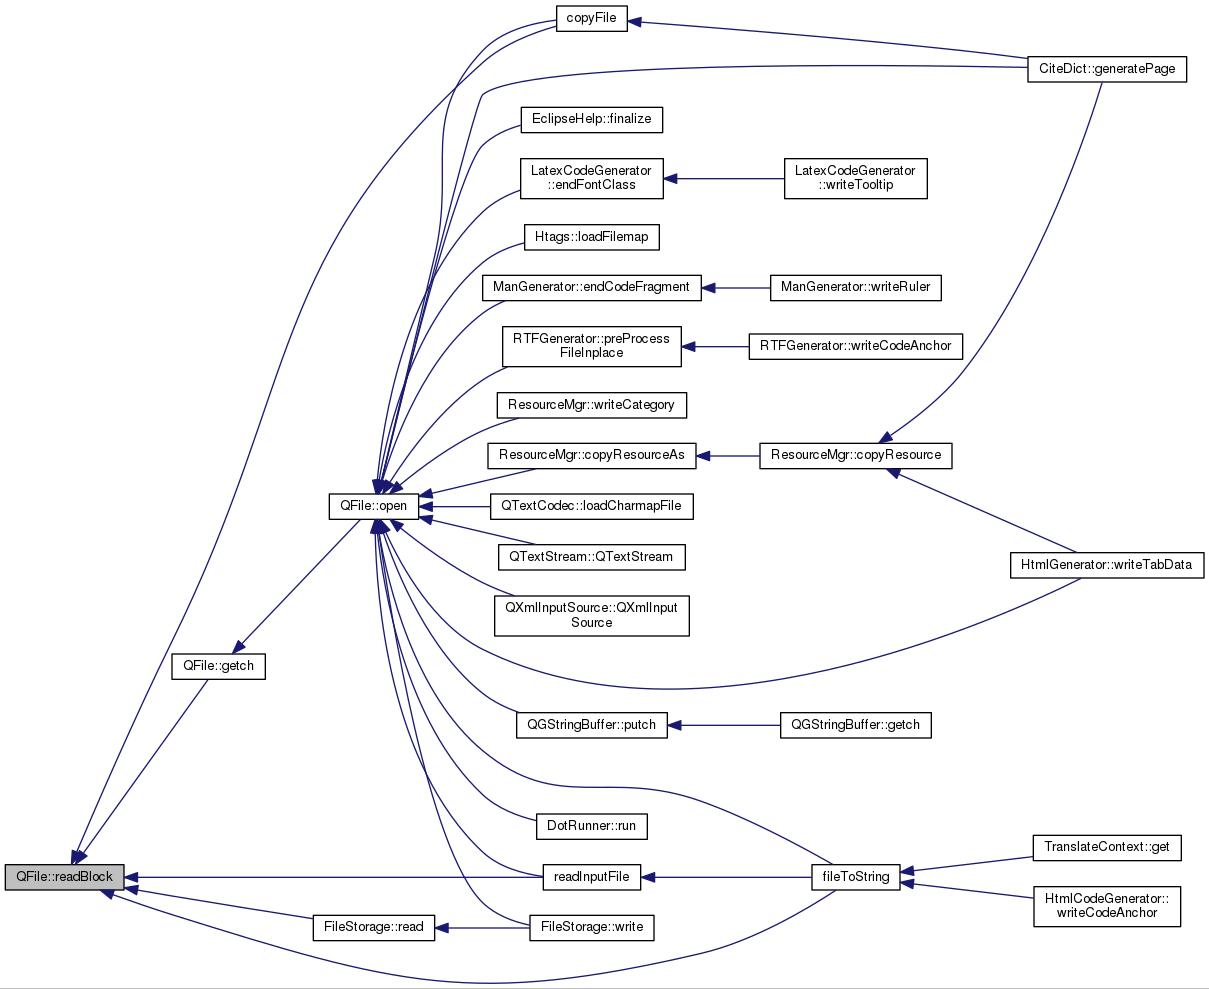 copyFile
CiteDict::generatePage
EclipseHelp::finalize
LatexCodeGenerator
::endFontClass
LatexCodeGenerator
::writeTooltip
Htags::loadFilemap
ManGenerator::endCodeFragment
ManGenerator::writeRuler
RTFGenerator::preProcess
FileInplace
RTFGenerator::writeCodeAnchor
ResourceMgr::writeCategory
ResourceMgr::copyResourceAs
ResourceMgr::copyResource
QFile::open
QTextCodec::loadCharmapFile
QTextStream::QTextStream
HtmlGenerator::writeTabData
QXmlInputSource::QXmlInput
Source
QFile::getch
QGStringBuffer::putch
QGStringBuffer::getch
DotRunner::run
TranslateContext::get
QFile::readBlock
readInputFile
fileToString
HtmlCodeGenerator::
writeCodeAnchor
FileStorage::read
FileStorage::write